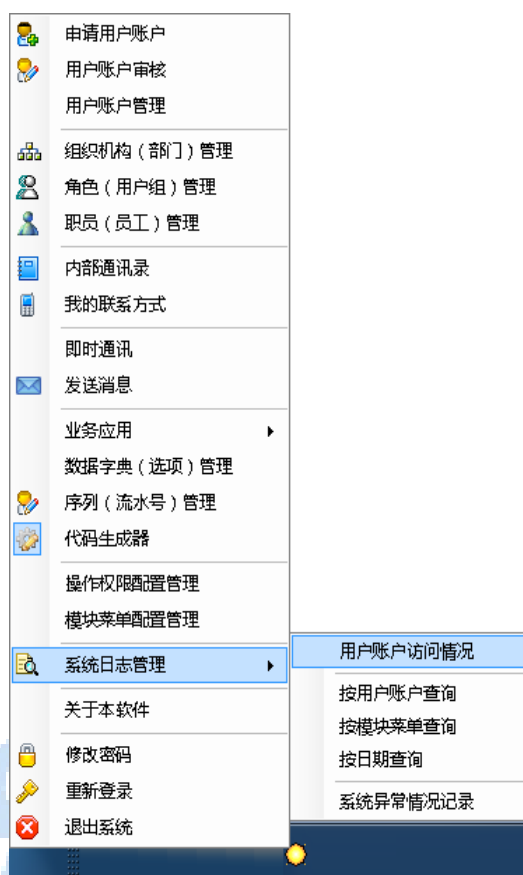 申请用户账户
用户账户审核
用户账户管理
组织机构（部门）管理
角色（用户组）管理
职员（员工）管理
内部通讯录
我的联系方式
即时通讯
发送消息
业务应用
数据字典（选项）管理
序列（流水号）管理
代码生成器
操作权限配置管理
模块菜单配置管理
系统日志管理
用户账户访问情况
按用户账户查询
按模块菜单查询
按日期查询
系统异常情况记录
关于本软件
修改密码
重新登录
退出系统